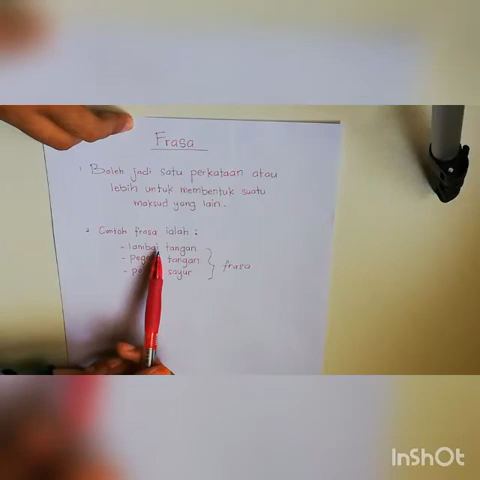 Frasa
1. Boleh jadi satu perkataan atau
lebih untuk membentuk suatu
maksud yang lain.
2. Contoh frasa ialah :
- lambai tangan
tangan
- sayur
frasa
InShOt